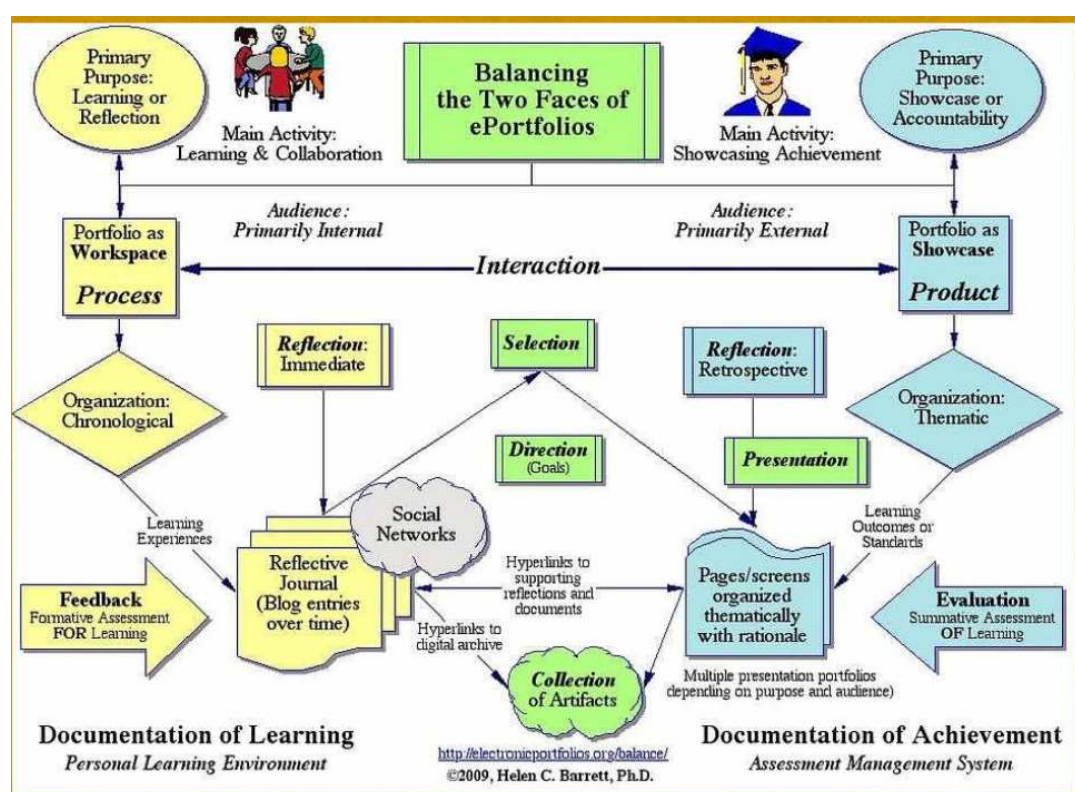 Primary
Purpose:
Learning or
Reflection
Main Activity:
Learning & Collaboration
Balancing
the Two Faces of
ePortfolios
Main Activity:
Showcasing Achievement
Primary
Purpose:
Showcase or
Accountability
Audience:
Primarily Internal
Audience:
Primarily External
Portfolio as
Workspace
Process
Interaction
Portfolio as
Showcase
Product
Reflection:
Immediate
Selection
Reflection:
Retrospective
Organization:
Chronological
Organization:
Thematic
Direction
(Goals)
Presentation
Learning
Experiences
Social
Networks
Learning
Outcomes or
Standards
Reflective
Journal
(Blog entries
over time)
Hyperlinks to
supporting
reflections and
documents
Pages/screens
organized
thematically
with rationale
Feedback
Formative Assessment
FOR Learning
Evaluation
Summative Assessment
OF Learning
Hyperlinks to
digital archive
Collection
of Artifacts
Multiple presentation portfolios
depending on purpose and audience)
Documentation of Learning
Personal Learning Environment
http://electronicportfolios.org/balance/
©2009, Helen C. Barrett, Ph.D.
Documentation of Achievement
Assessment Management System